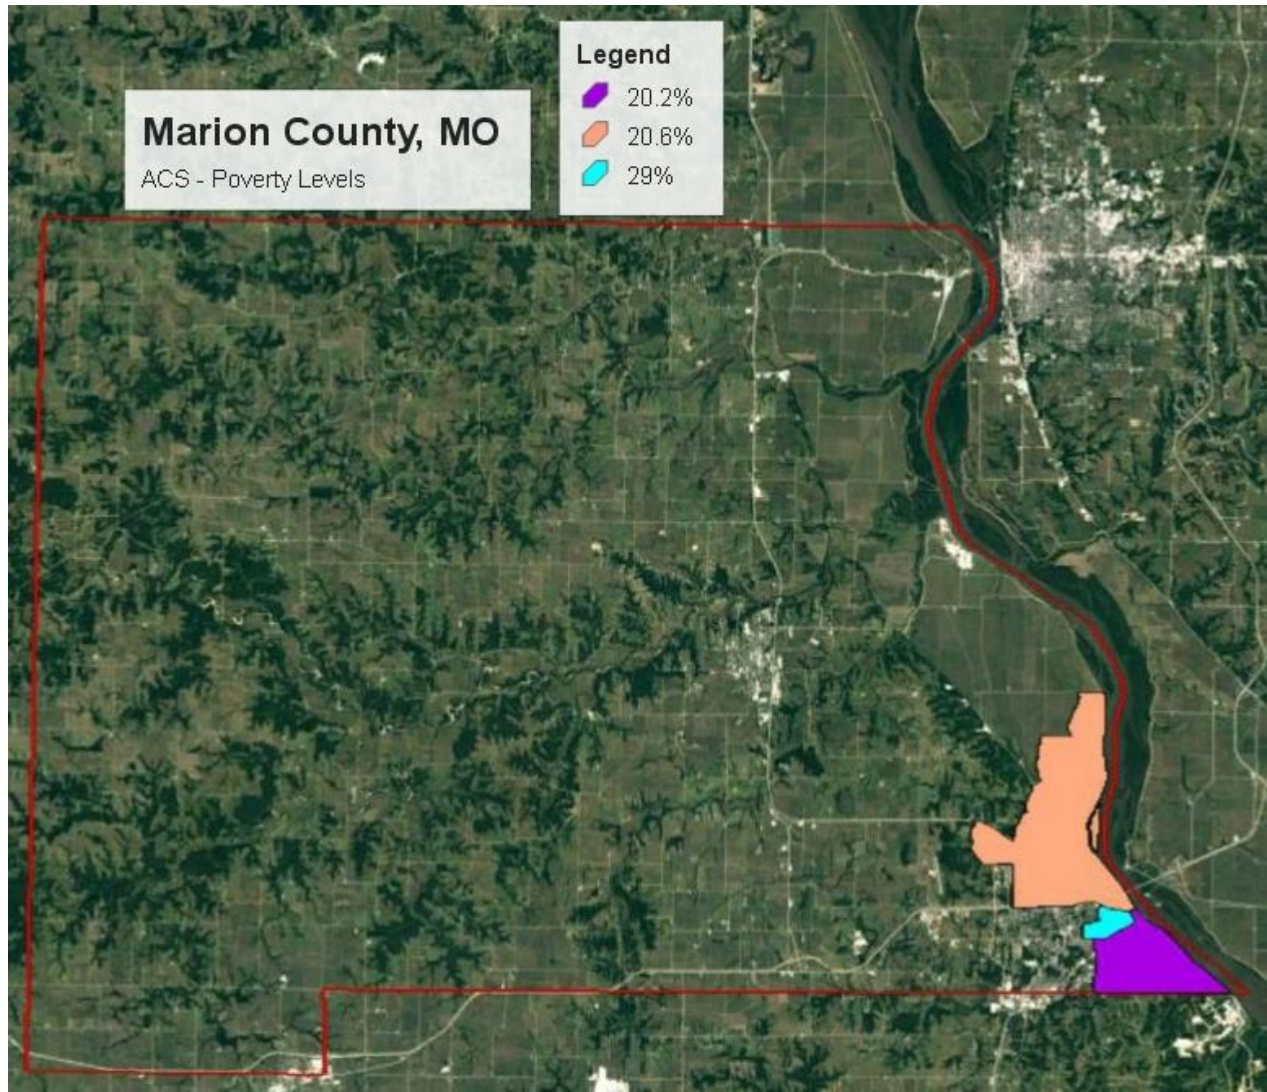 Marion County, MO
ACS - Poverty Levels
Legend
20.2%
20.6%
29%